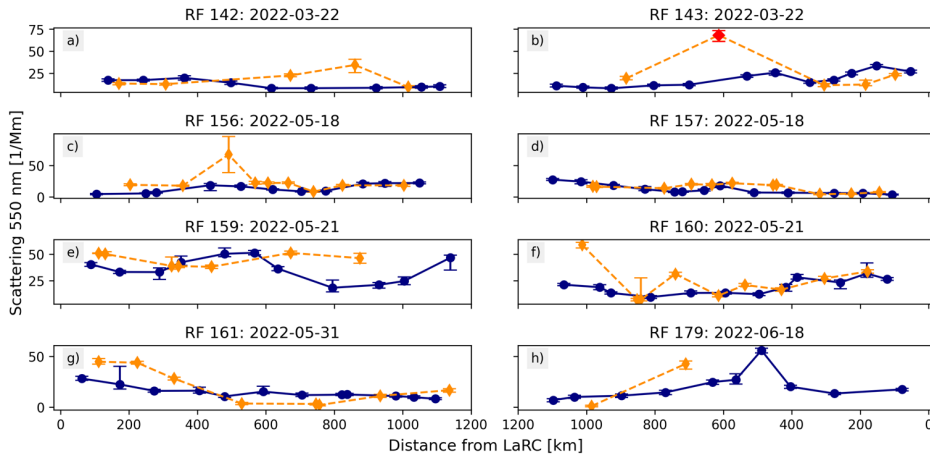 RF 142: 2022-03-22
RF 143: 2022-03-22
a)
b)
75
50
25
RF 156: 2022-05-18
RF 157: 2022-05-18
c)
d)
50
0
Scattering 550 nm [1/Mm]
RF 159: 2022-05-21
RF 160: 2022-05-21
e)
f)
50
25
RF 161: 2022-05-31
RF 179: 2022-06-18
g)
h)
50
0
0 200 400 600 800 1000 1200
1200 1000 800 600 400 200 0
Distance from LaRC [km]